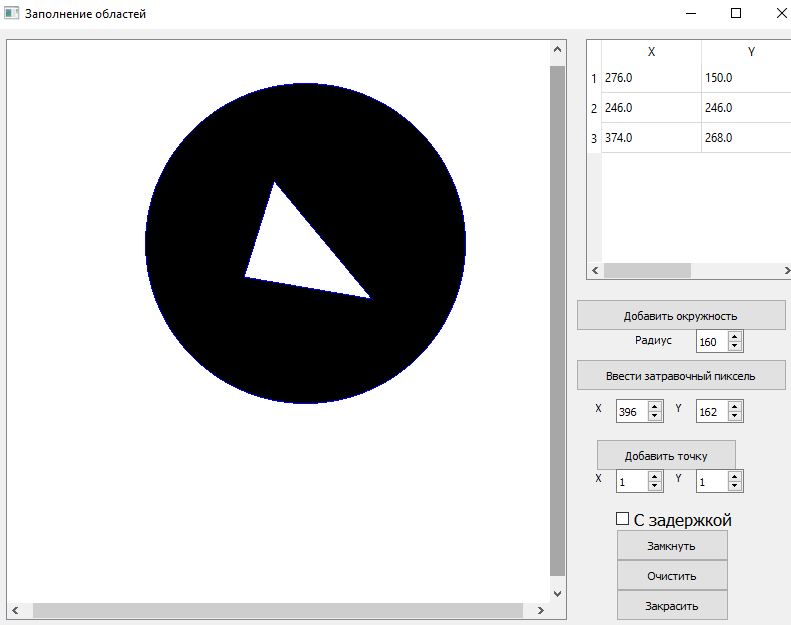 Заполнение областей
X Y
1 276.0 150.0
2 246.0 246.0
3 374.0 268.0
Добавить окружность
Радиус 160
Ввести затравочный пиксель
X 396 Y 162
Добавить точку
X 1 Y 1
С задержкой
Замкнуть
Очистить
Закрасить